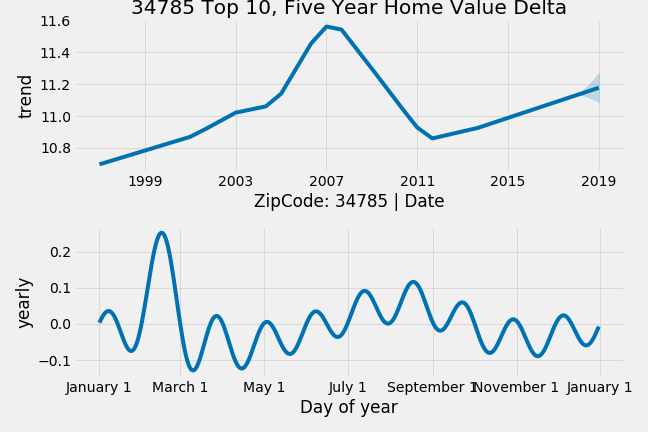 34785 Top 10, Five Year Home Value Delta
11.6
11.4
11.2
11.0
10.8
trend
1999 2003 2007 2011 2015 2019
ZipCode: 34785 | Date
0.2
0.1
0.0
−0.1
yearly
January 1 March 1 May 1 July 1 September 1 November 1 January 1
Day of year